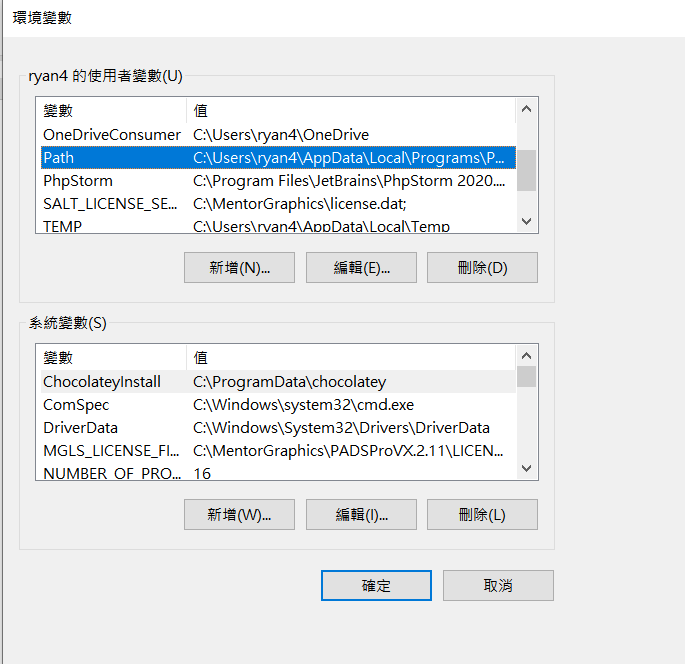 環境變數
ryan4 的使用者變數(U)
變數 值
OneDriveConsumer C:\Users\ryan4\OneDrive
Path C:\Users\ryan4\AppData\Local\Programs\P...
PhpStorm C:\Program Files\JetBrains\PhpStorm 2020....
SALT_LICENSE_SE... C:\MentorGraphics\license.dat;
TEMP C:\Users\ryan4\AppData\Local\Temp
新增(N)... 編輯(E)... 刪除(D)
系統變數(S)
變數 值
ChocolateyInstall C:\ProgramData\chocolatey
ComSpec C:\Windows\system32\cmd.exe
DriverData C:\Windows\System32\Drivers\DriverData
MGLS_LICENSE_FI... C:\MentorGraphics\PADSProVX.2.11\LICEN...
NUMBER_OF_PRO... 16
新增(W)... 編輯(I)... 刪除(L)
確定 取消